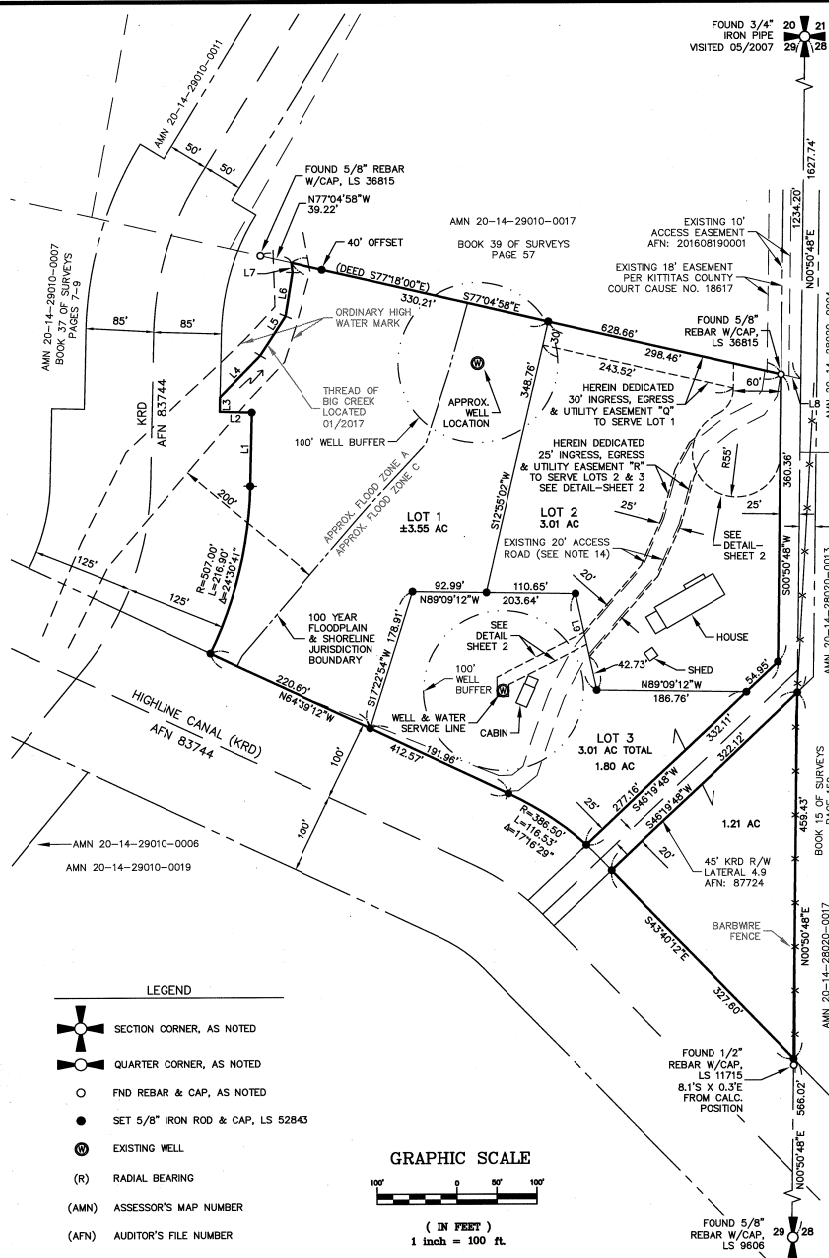 FOUND 3/4"
IRON PIPE
VISITED 05/2007
20 21
29 28
1627.74'
1234.20'
N00°50'48"E
AMN 20-14-29010-0011
50'
50'
FOUND 5/8" REBAR
W/CAP, LS 36815
N77°04'58"W
39.22'
40' OFFSET
AMN 20-14-29010-0017
BOOK 39 OF SURVEYS
PAGE 57
EXISTING 10'
ACCESS EASEMENT
AFN: 201608190001
EXISTING 18' EASEMENT
PER KITTITAS COUNTY
COURT CAUSE NO. 18617
FOUND 5/8"
REBAR W/CAP,
LS 36815
AMN 20-14-29010-0007
BOOK 37 OF SURVEYS
PAGES 7-9
85'
85'
L7
L6
L5
L4
L3
L2
L1
(DEED S77°18'00"E)
330.21'
S77°04'58"E
628.66'
298.46'
243.52'
30'
60'
L8
ORDINARY HIGH
WATER MARK
THREAD OF
BIG CREEK
LOCATED
01/2017
100' WELL BUFFER
APPROX.
WELL
LOCATION
348.76'
S12°55'02"W
HEREIN DEDICATED
30' INGRESS, EGRESS
& UTILITY EASEMENT "Q"
TO SERVE LOT 1
HEREIN DEDICATED
25' INGRESS, EGRESS
& UTILITY EASEMENT "R"
TO SERVE LOTS 2 & 3
SEE DETAIL-SHEET 2
R55'
25'
25'
360.36'
S00°50'48"W
KRD
AFN 83744
200'
APPROX. FLOOD ZONE A
APPROX. FLOOD ZONE C
LOT 1
±3.55 AC
LOT 2
3.01 AC
EXISTING 20' ACCESS
ROAD (SEE NOTE 14)
20'
SEE
DETAIL-
SHEET 2
HOUSE
SHED
125'
125'
R=507.00'
L=216.90'
Δ=24°30'41"
92.99'
110.65'
N89°09'12"W
203.64'
178.91'
S17°22'54"W
L9
SEE
DETAIL
SHEET 2
100 YEAR
FLOODPLAIN
& SHORELINE
JURISDICTION
BOUNDARY
100'
WELL
BUFFER
42.73'
N89°09'12"W
186.76'
54.95'
WELL & WATER
SERVICE LINE
CABIN
220.60'
N64°39'12"W
412.57'
191.96'
HIGHLINE CANAL (KRD)
AFN 83744
100'
100'
LOT 3
3.01 AC TOTAL
1.80 AC
332.11'
322.12'
277.16'
S46°19'48"W
S46°19'48"W
25'
20'
R=386.50'
L=116.53'
Δ=17°16'29"
1.21 AC
459.43'
BOOK 15 OF SURVEYS
45' KRD R/W
LATERAL 4.9
AFN: 87724
AMN 20-14-29010-0006
AMN 20-14-29010-0019
S43°40'12"E
327.60'
BARBWIRE
FENCE
N00°50'48"E
AMN 20-14-28020-0017
AMN 20-14-28020-0013
FOUND 1/2"
REBAR W/CAP,
LS 11715
8.1'S X 0.3'E
FROM CALC.
POSITION
566.02'
N00°50'48"E
FOUND 5/8"
REBAR W/CAP,
LS 9606
29 28
LEGEND
SECTION CORNER, AS NOTED
QUARTER CORNER, AS NOTED
FND REBAR & CAP, AS NOTED
SET 5/8" IRON ROD & CAP, LS 52843
W EXISTING WELL
(R) RADIAL BEARING
(AMN) ASSESSOR'S MAP NUMBER
(AFN) AUDITOR'S FILE NUMBER
GRAPHIC SCALE
100' 0 50' 100'
( IN FEET )
1 inch = 100 ft.